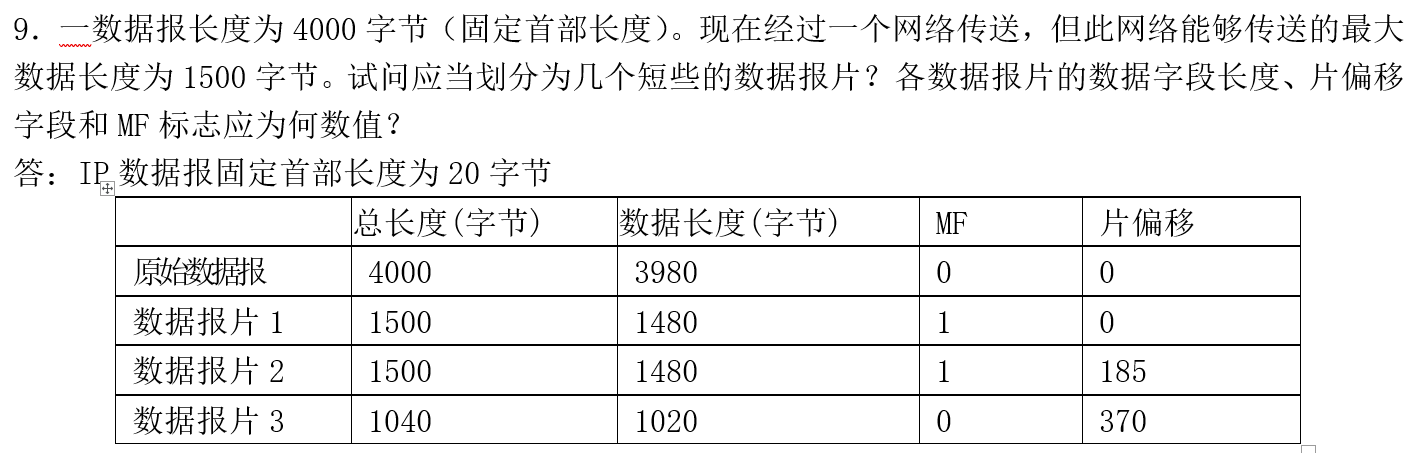 9．一数据报长度为 4000 字节（固定首部长度）。现在经过一个网络传送，但此网络能够传送的最大
数据长度为 1500 字节。试问应当划分为几个短些的数据报片？各数据报片的数据字段长度、片偏移
字段和 MF 标志应为何数值？
答：IP 数据报固定首部长度为 20 字节
总长度(字节) 数据长度(字节) MF 片偏移
原始数据报 4000 3980 0 0
数据报片 1 1500 1480 1 0
数据报片 2 1500 1480 1 185
数据报片 3 1040 1020 0 370